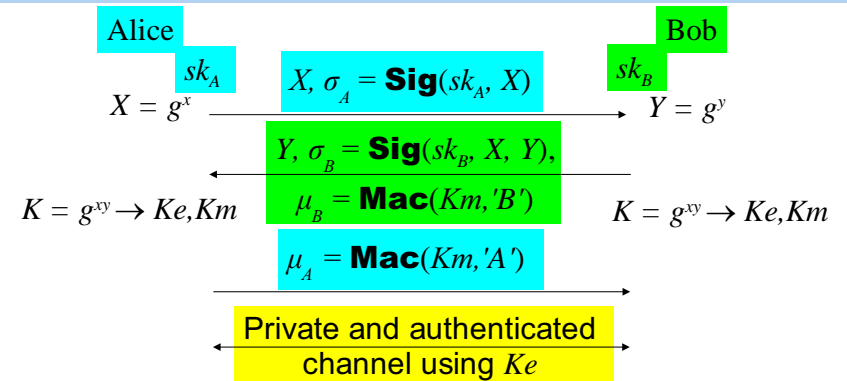 Alice Bob
sk_A sk_B
X, σ_A = Sig(sk_A, X)
X = g^x Y = g^y
Y, σ_B = Sig(sk_B, X, Y),
μ_B = Mac(Km,'B')
K = g^xy → Ke,Km K = g^xy → Ke,Km
μ_A = Mac(Km,'A')
Private and authenticated
channel using Ke